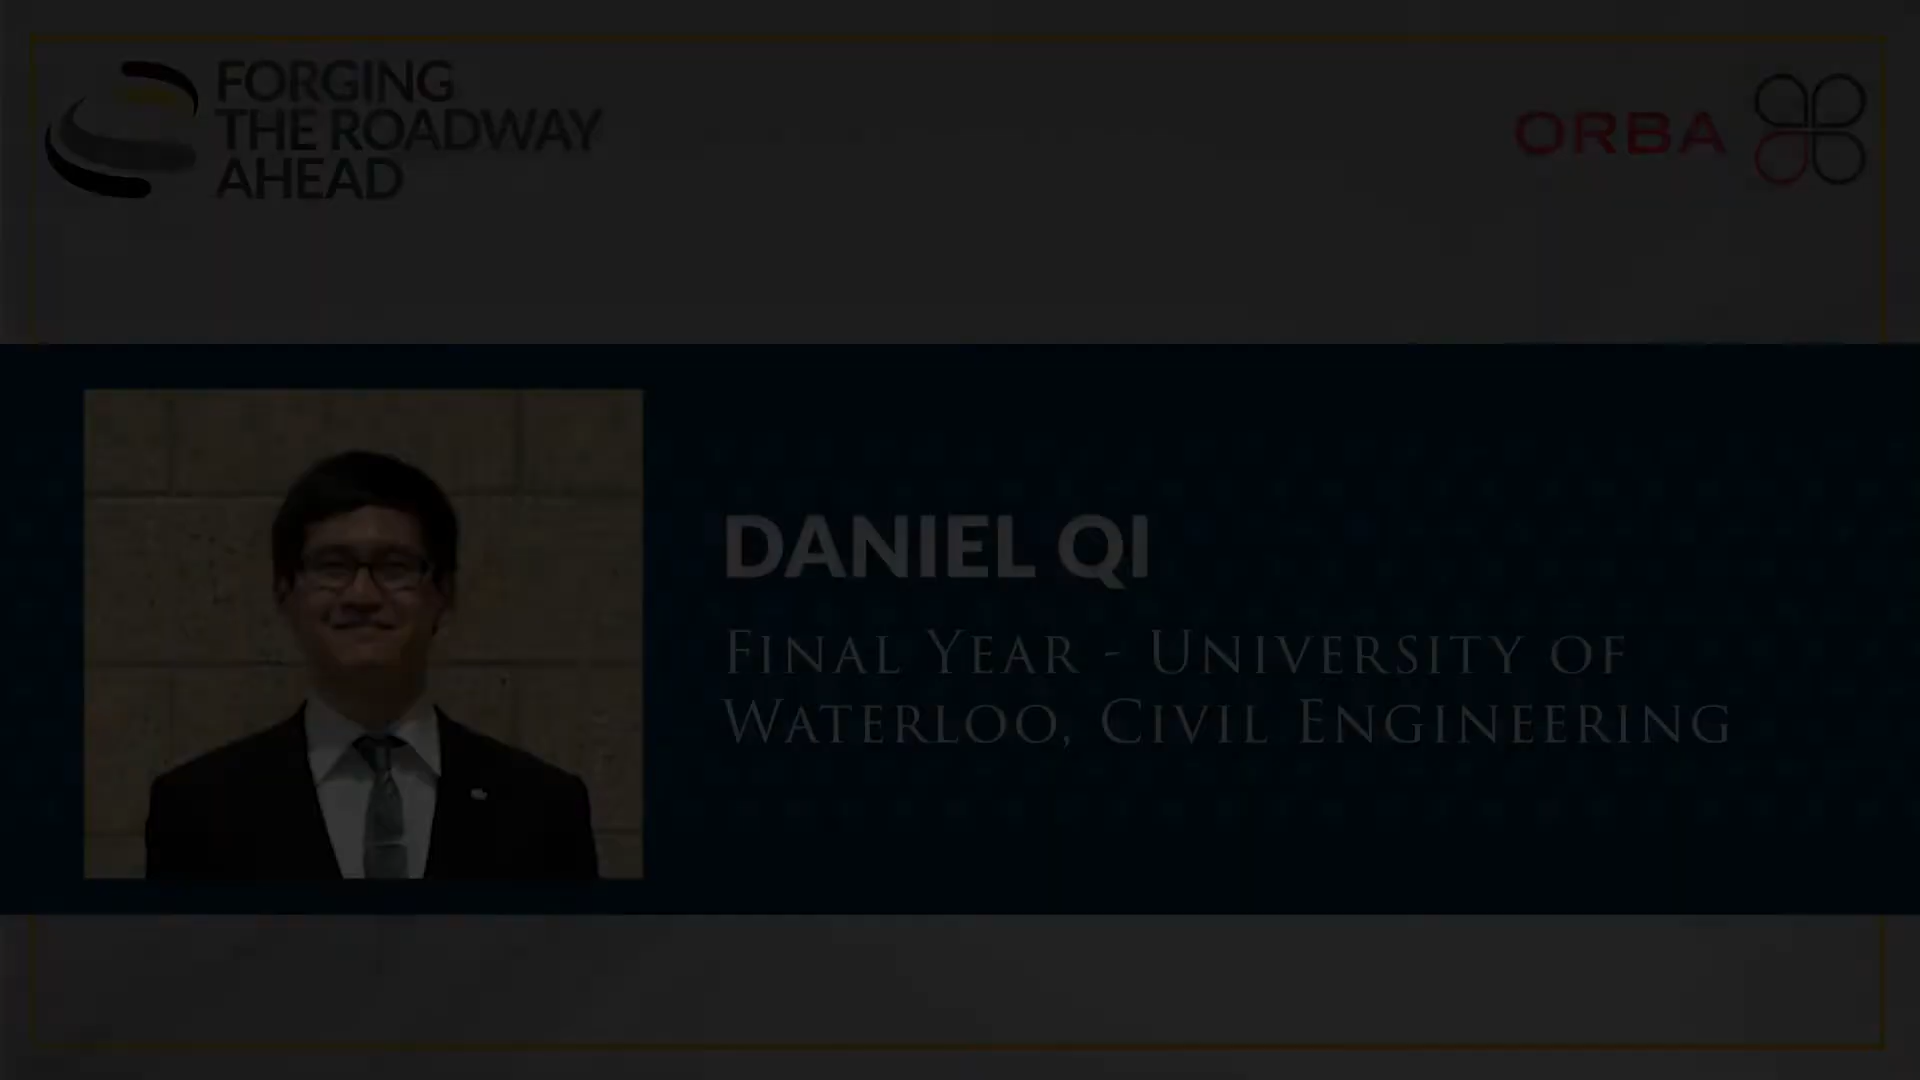 FORGING
THE ROADWAY
AHEAD
ORBA
DANIEL QI
FINAL YEAR - UNIVERSITY OF
WATERLOO, CIVIL ENGINEERING